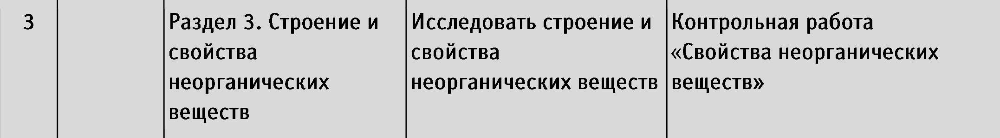 3
Раздел 3. Строение и
свойства
неорганических
веществ
Исследовать строение и
свойства
неорганических веществ
Контрольная работа
«Свойства неорганических
веществ»